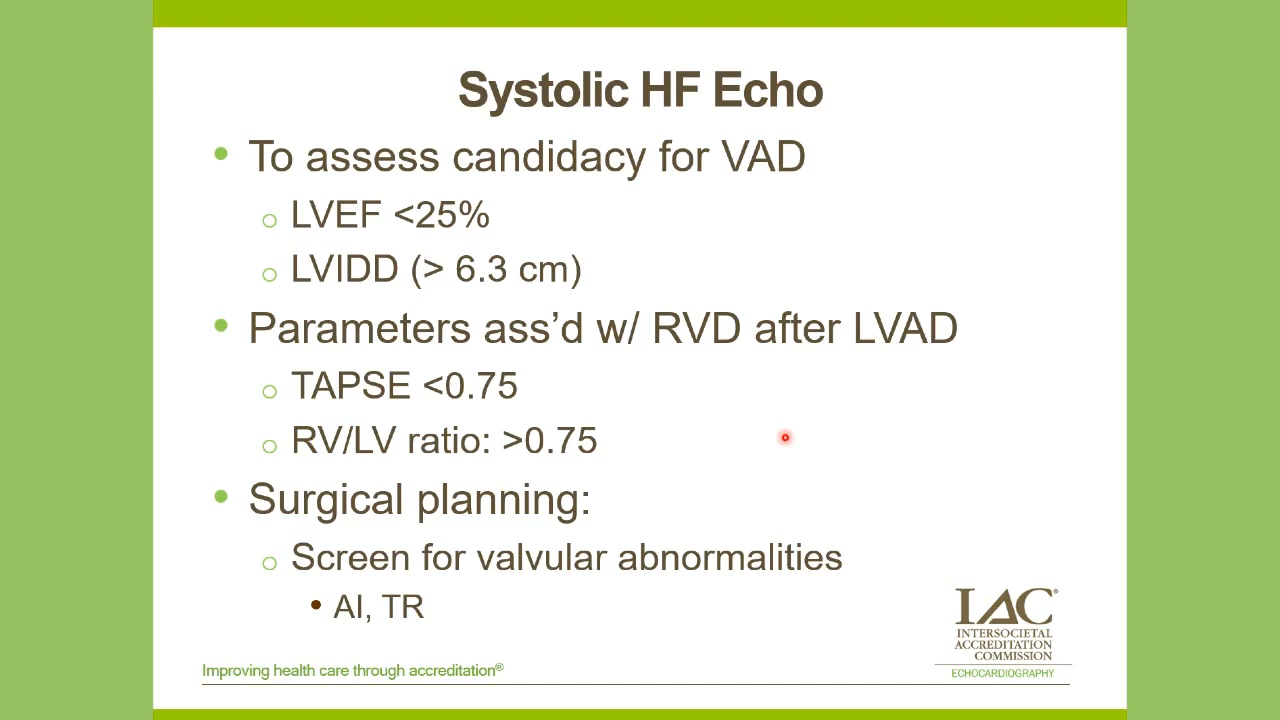 Systolic HF Echo
• To assess candidacy for VAD
o LVEF <25%
o LVIDD (> 6.3 cm)
• Parameters ass’d w/ RVD after LVAD
o TAPSE <0.75
o RV/LV ratio: >0.75
• Surgical planning:
o Screen for valvular abnormalities
• AI, TR
IAC®
INTERSOCIETAL
ACCREDITATION
COMMISSION
ECHOCARDIOGRAPHY
Improving health care through accreditation®